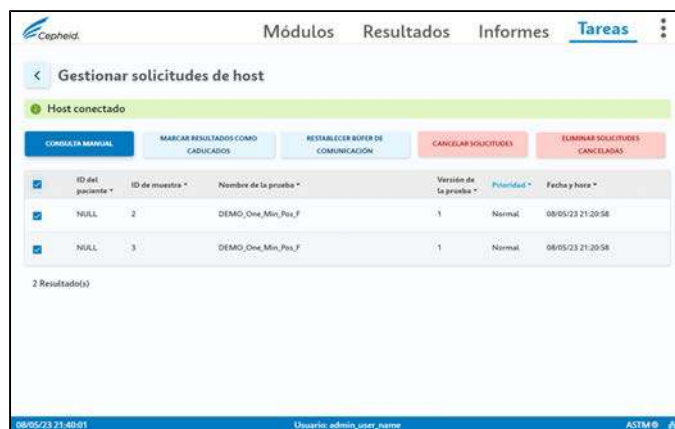 Cepheid.
Módulos Resultados Informes Tareas
Gestionar solicitudes de host
Host conectado
CONSULTA MANUAL
MARCAR RESULTADOS COMO
CADUCADOS
RESTABLECER BÚFER DE
COMUNICACIÓN
CANCELAR SOLICITUDES
ELIMINAR SOLICITUDES
CANCELADAS
ID del
paciente
ID de muestra
Nombre de la prueba
Versión de
la prueba
Prioridad
Fecha y hora
NULL 2 DEMO_One_Min_Pos_F 1 Normal 08/05/23 21:20:58
NULL 3 DEMO_One_Min_Pos_F 1 Normal 08/05/23 21:20:58
2 Resultado(s)
08/05/23 21:40:01 Usuario: admin_user_name ASTM